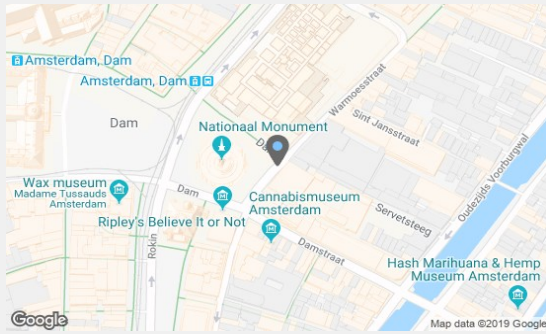 Amsterdam, Dam
Amsterdam, Dam
Warmoesstraat
Sint Jansstraat
Dam
Nationaal Monument
Oudezijds Voorburgwal
Wax museum
Madame Tussauds
Amsterdam
Dam
Cannabismuseum
Amsterdam
Servetsteeg
Ripley's Believe It or Not
Rokin
Damstraat
Hash Marihuana & Hemp
Museum Amsterdam
Google
Map data ©2019 Google